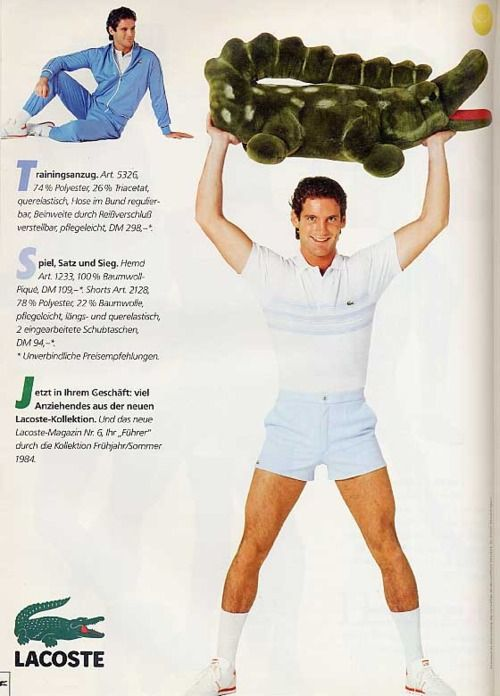 Trainingsanzug. Art. 5326,
74 % Polyester, 26 % Triacetat,
querelastisch, Hose im Bund regulier-
bar, Beinweite durch Reißverschluß
verstellbar, pflegeleicht, DM 298,–*.
Spiel, Satz und Sieg. Hemd
Art. 1233, 100 % Baumwoll-
Piqué, DM 109,–*. Shorts Art. 2128,
78 % Polyester, 22 % Baumwolle,
pflegeleicht, längs- und querelastisch,
2 eingearbeitete Schubtaschen,
DM 94,–*.
* Unverbindliche Preisempfehlungen.
Jetzt in Ihrem Geschäft: viel
Anziehendes aus der neuen
Lacoste-Kollektion. Und das neue
Lacoste-Magazin Nr. 6, Ihr „Führer"
durch die Kollektion Frühjahr/Sommer
1984.
LACOSTE